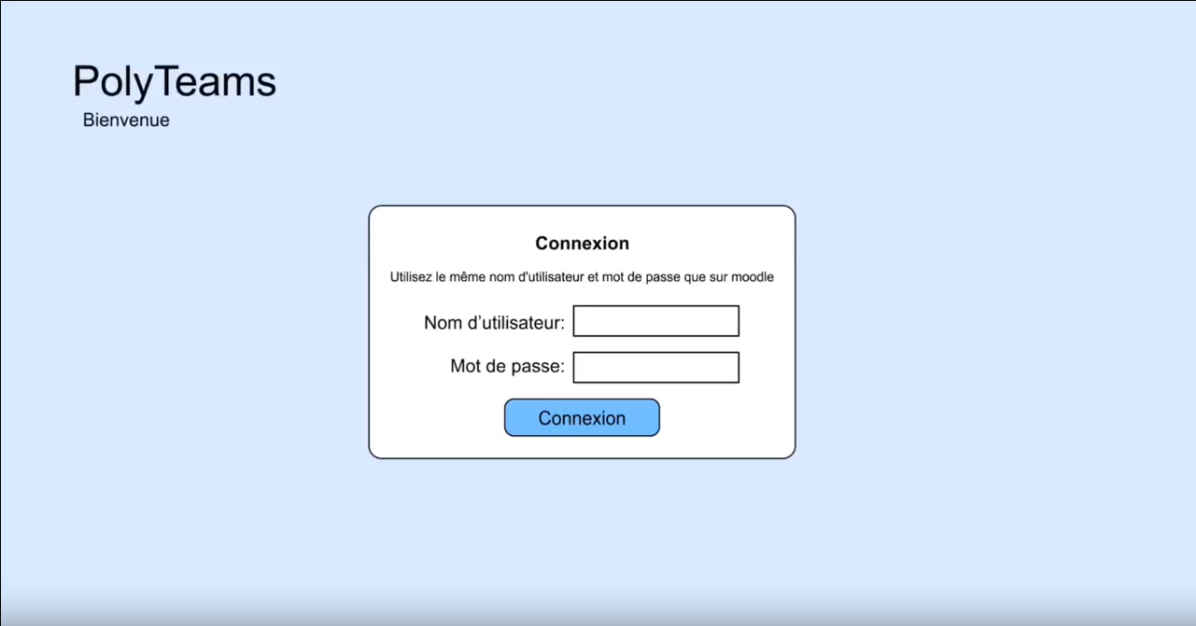 PolyTeams
Bienvenue
Connexion
Utilisez le même nom d'utilisateur et mot de passe que sur moodle
Nom d’utilisateur:
Mot de passe:
Connexion